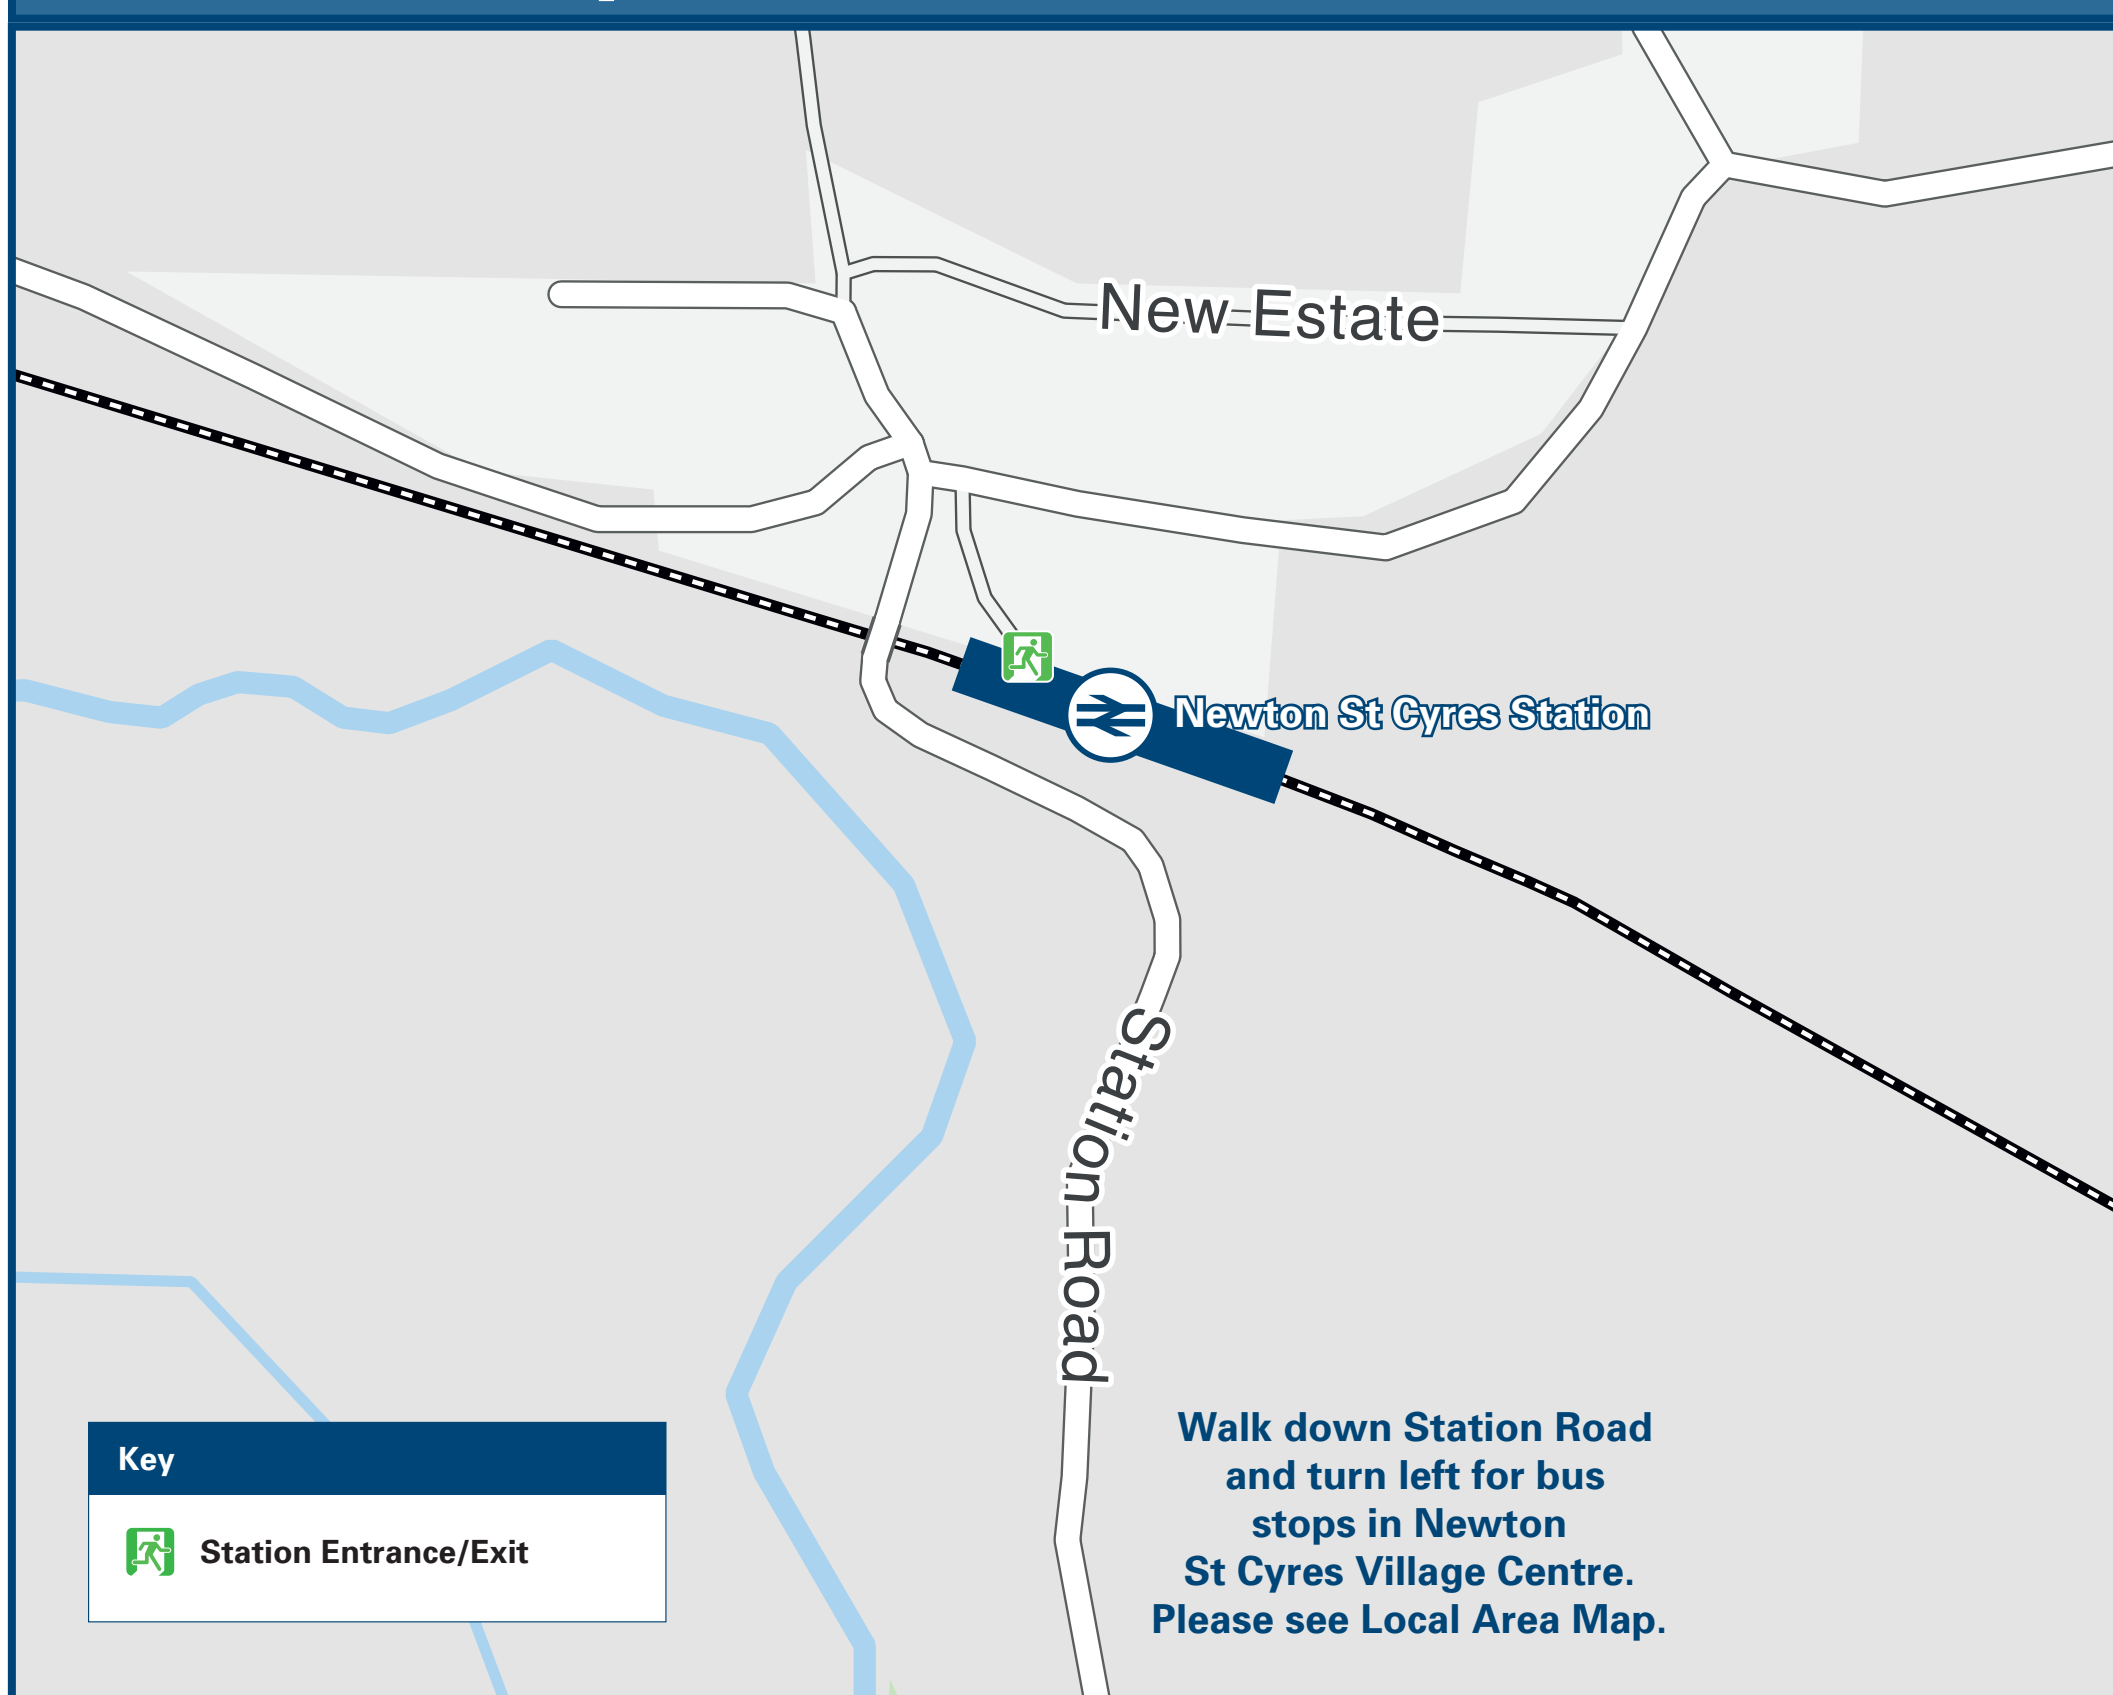 New Estate
Newton St Cyres Station
Station Road
Walk down Station Road
and turn left for bus
stops in Newton
St Cyres Village Centre.
Please see Local Area Map.
Key
Station Entrance/Exit